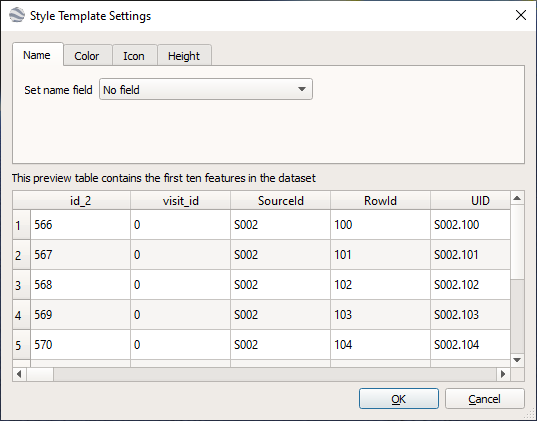 Style Template Settings
Name Color Icon Height
Set name field No field
This preview table contains the first ten features in the dataset
id_2 visit_id SourceId RowId UID
1 566 0 S002 100 S002.100
2 567 0 S002 101 S002.101
3 568 0 S002 102 S002.102
4 569 0 S002 103 S002.103
5 570 0 S002 104 S002.104
OK Cancel